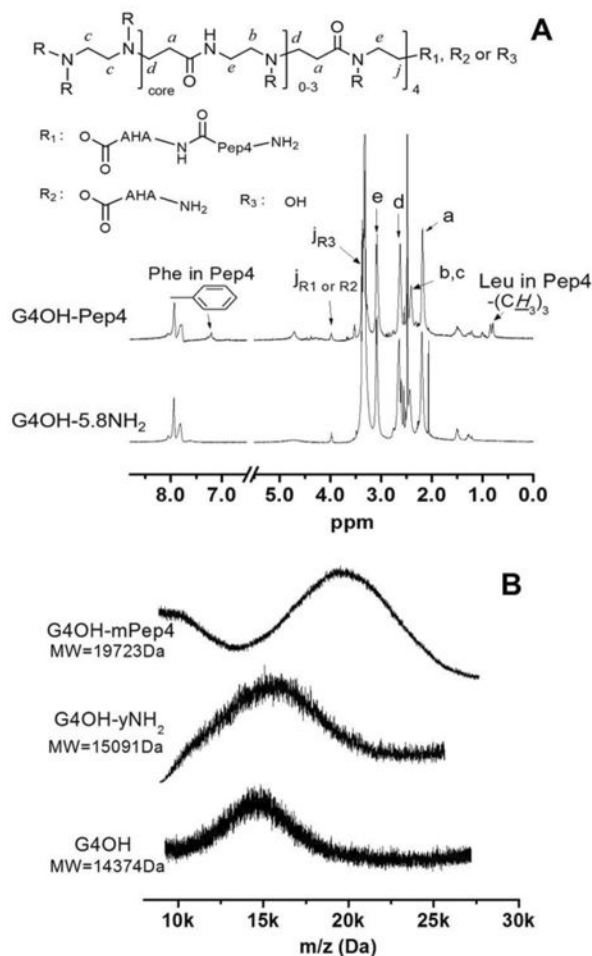 A
R
R
R
R
R
R
c
c
N
N
d
a
O
H
N
e
b
N
d
a
O
N
e
j
core
0-3
4
R1, R2 or R3
R1: O O AHA N H O Pep4 NH2
R2: O O AHA NH2
R3: OH
a
e
d
jR3
b,c
Phe in Pep4
jR1 or R2
Leu in Pep4
-(CH3)3
G4OH-Pep4
G4OH-5.8NH2
8.0 7.0 5.0 4.0 3.0 2.0 1.0 0.0
ppm
B
G4OH-mPep4
MW=19723Da
G4OH-yNH2
MW=15091Da
G4OH
MW=14374Da
10k 15k 20k 25k 30k
m/z (Da)